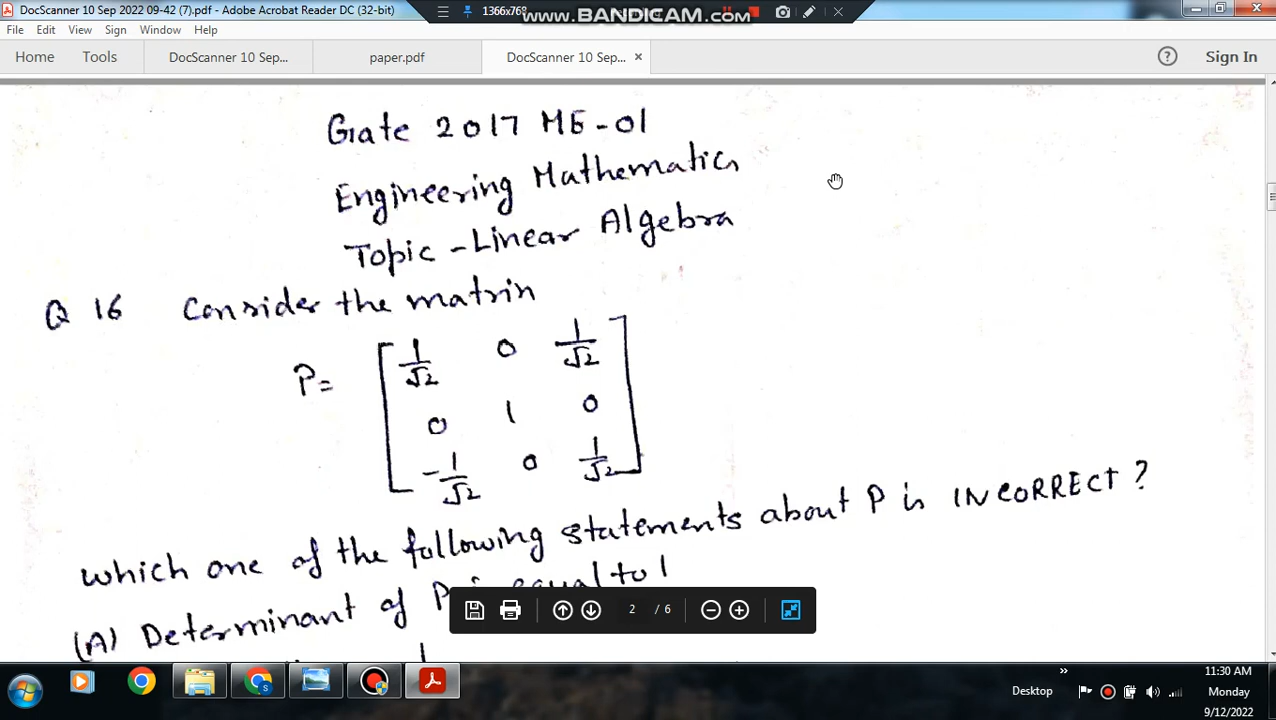 DocScanner 10 Sep 2022 09-42 (7).pdf - Adobe Acrobat Reader DC (32-bit)
1366x768
www.BANDICAM.com
File Edit View Sign Window Help
Home Tools DocScanner 10 Sep... paper.pdf DocScanner 10 Sep... × ? Sign In
Gate 2017 ME-01
Engineering Mathematics
Topic - Linear Algebra
Q 16 Consider the matrin
P= [ 1/√2 0 1/√2
0 1 0
-1/√2 0 1/√2 ]
which one of the following statements about P is INCORRECT?
(A) Determinant of P is equal to 1
2 / 6
11:30 AM
Desktop Monday
9/12/2022